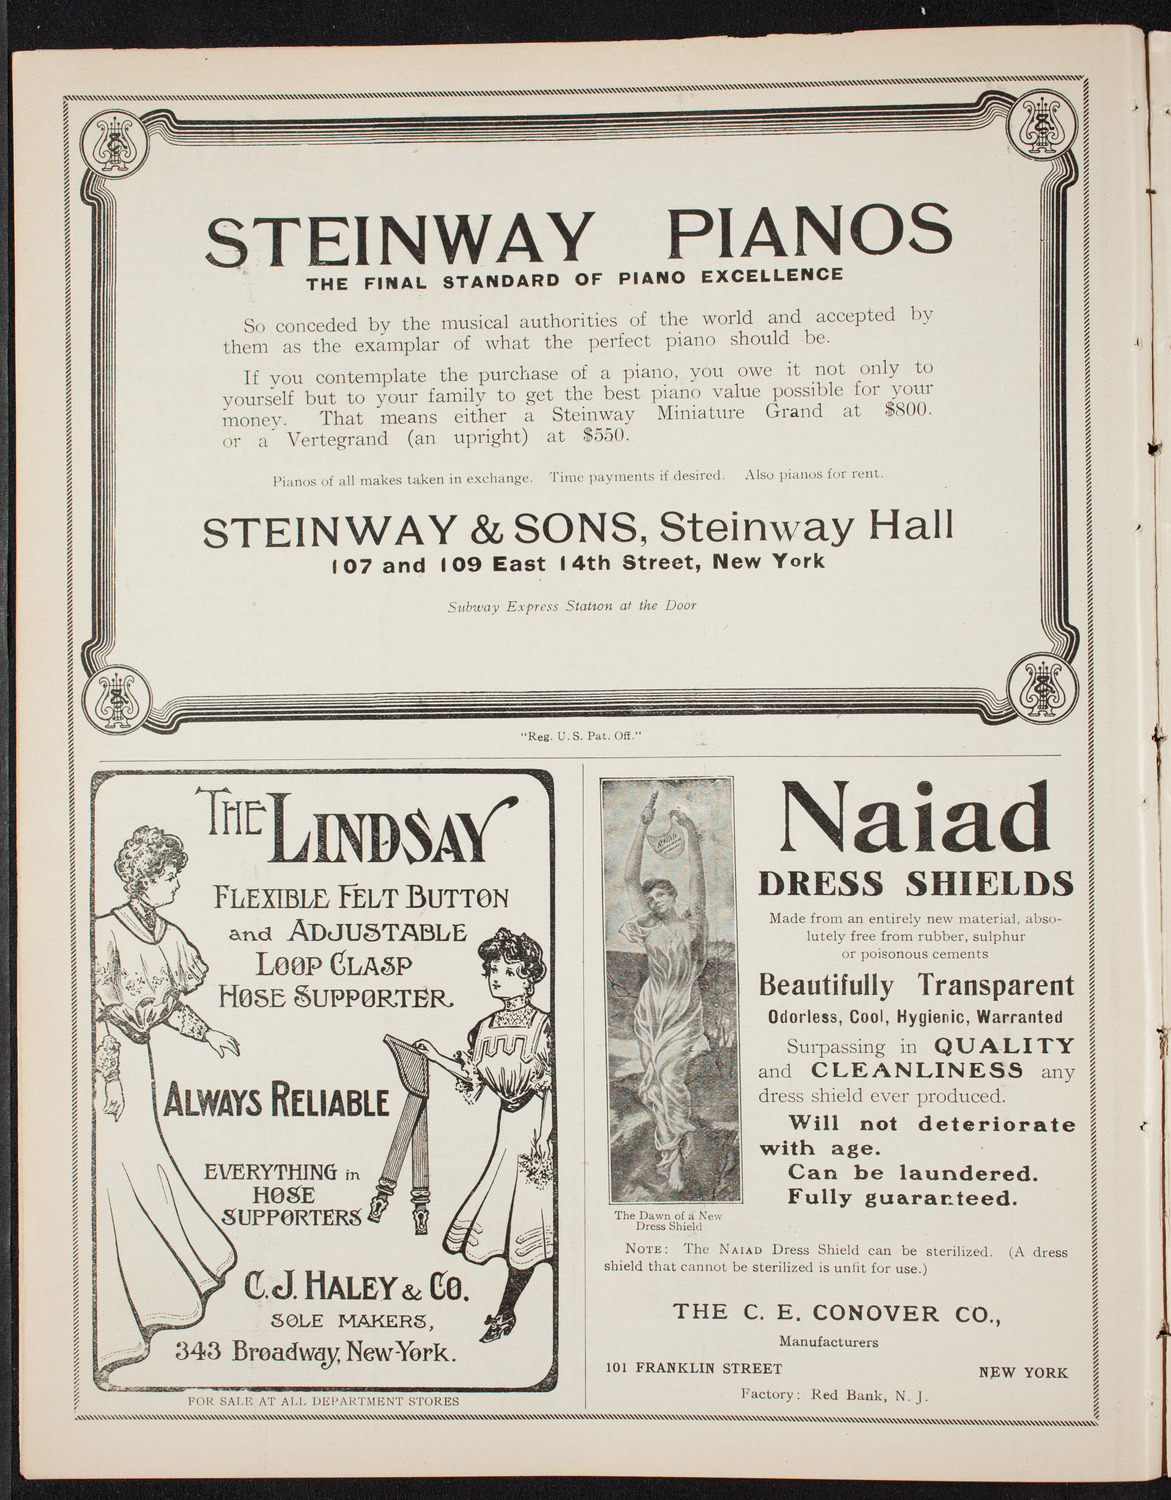 STEINWAY PIANOS
THE FINAL STANDARD OF PIANO EXCELLENCE
So conceded by the musical authorities of the world and accepted by
them as the examplar of what the perfect piano should be.
If you contemplate the purchase of a piano, you owe it not only to
yourself but to your family to get the best piano value possible for your
money. That means either a Steinway Miniature Grand at $800.
or a Vertegrand (an upright) at $550.
Pianos of all makes taken in exchange. Time payments if desired. Also pianos for rent.
STEINWAY & SONS, Steinway Hall
107 and 109 East 14th Street, New York
Subway Express Station at the Door
"Reg. U. S. Pat. Off."
THE LINDSAY
FLEXIBLE FELT BUTTON
and ADJUSTABLE
LOOP CLASP
HOSE SUPPORTER.
ALWAYS RELIABLE
EVERYTHING in
HOSE
SUPPORTERS
C. J. HALEY & CO.
SOLE MAKERS,
343 Broadway, New-York.
FOR SALE AT ALL DEPARTMENT STORES
Naiad
DRESS SHIELDS
Made from an entirely new material, abso-
lutely free from rubber, sulphur
or poisonous cements
Beautifully Transparent
Odorless, Cool, Hygienic, Warranted
Surpassing in QUALITY
and CLEANLINESS any
dress shield ever produced.
Will not deteriorate
with age.
Can be laundered.
Fully guaranteed.
NAIAD
The Dawn of a New
Dress Shield
NOTE: The NAIAD Dress Shield can be sterilized. (A dress
shield that cannot be sterilized is unfit for use.)
THE C. E. CONOVER CO.,
Manufacturers
101 FRANKLIN STREET NEW YORK
Factory: Red Bank, N. J.